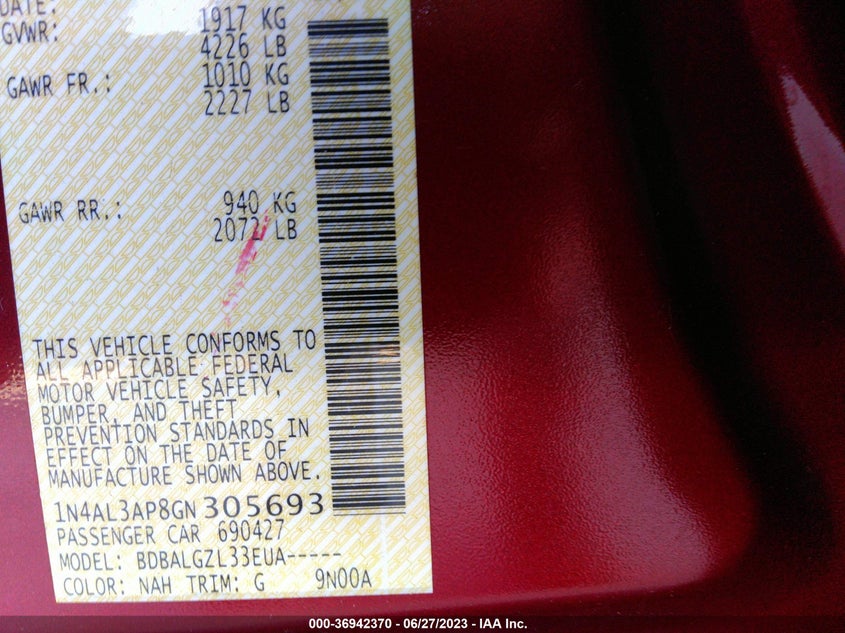 DATE:
GVWR: 1917 KG
4226 LB
GAWR FR.: 1010 KG
2227 LB
GAWR RR.: 940 KG
2072 LB
THIS VEHICLE CONFORMS TO
ALL APPLICABLE FEDERAL
MOTOR VEHICLE SAFETY,
BUMPER, AND THEFT
PREVENTION STANDARDS IN
EFFECT ON THE DATE OF
MANUFACTURE SHOWN ABOVE.
1N4AL3AP8GN305693
PASSENGER CAR 690427
MODEL: BDBALGZL33EUA-----
COLOR: NAH TRIM: G 9N00A
000-36942370 - 06/27/2023 - IAA Inc.